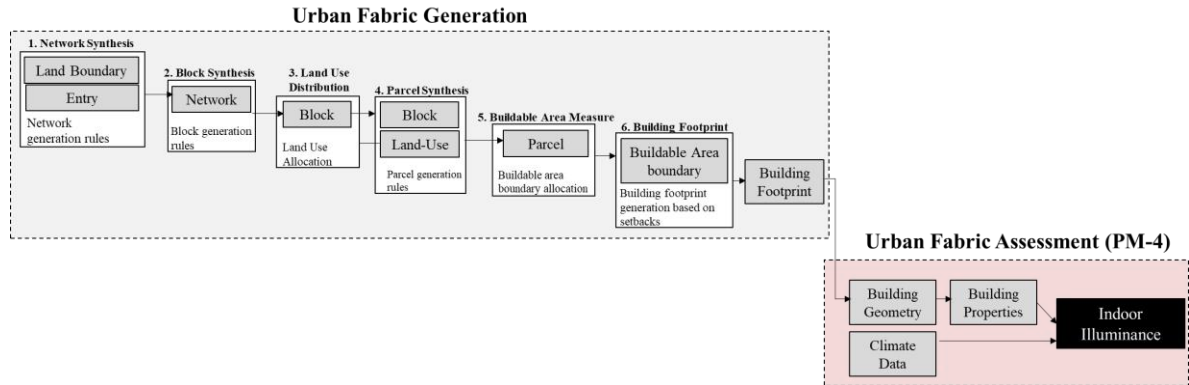 Urban Fabric Generation
1. Network Synthesis
Land Boundary
Entry
Network
generation rules
2. Block Synthesis
Network
Block generation
rules
3. Land Use
Distribution
Block
Land Use
Allocation
4. Parcel Synthesis
Block
Land-Use
Parcel generation
rules
5. Buildable Area Measure
Parcel
Buildable area
boundary allocation
6. Building Footprint
Buildable Area
boundary
Building footprint
generation based on
setbacks
Building
Footprint
Urban Fabric Assessment (PM-4)
Building
Geometry
Building
Properties
Climate
Data
Indoor
Illuminance